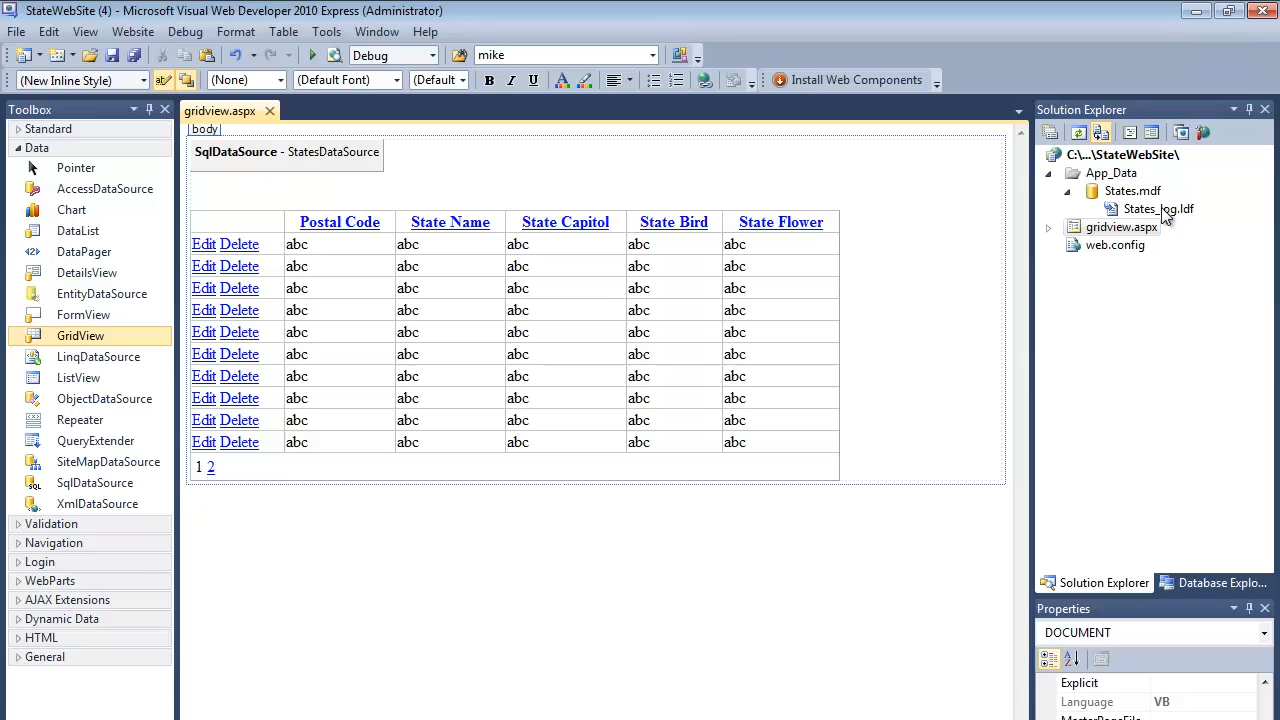 StateWebSite (4) - Microsoft Visual Web Developer 2010 Express (Administrator)
File Edit View Website Debug Format Table Tools Window Help
Debug mike
(New Inline Style) (None) (Default Font) (Default B I U A Install Web Components
Toolbox
Standard
Data
Pointer
AccessDataSource
Chart
DataList
DataPager
DetailsView
EntityDataSource
FormView
GridView
LinqDataSource
ListView
ObjectDataSource
Repeater
QueryExtender
SiteMapDataSource
SqlDataSource
XmlDataSource
Validation
Navigation
Login
WebParts
AJAX Extensions
Dynamic Data
HTML
General
gridview.aspx
body
SqlDataSource - StatesDataSource
Postal Code State Name State Capitol State Bird State Flower
Edit Delete abc abc abc abc abc
Edit Delete abc abc abc abc abc
Edit Delete abc abc abc abc abc
Edit Delete abc abc abc abc abc
Edit Delete abc abc abc abc abc
Edit Delete abc abc abc abc abc
Edit Delete abc abc abc abc abc
Edit Delete abc abc abc abc abc
Edit Delete abc abc abc abc abc
Edit Delete abc abc abc abc abc
1 2
Solution Explorer
C:\...\StateWebSite\
App_Data
States.mdf
States_log.ldf
gridview.aspx
web.config
Solution Explorer Database Explo...
Properties
DOCUMENT
Explicit
Language VB